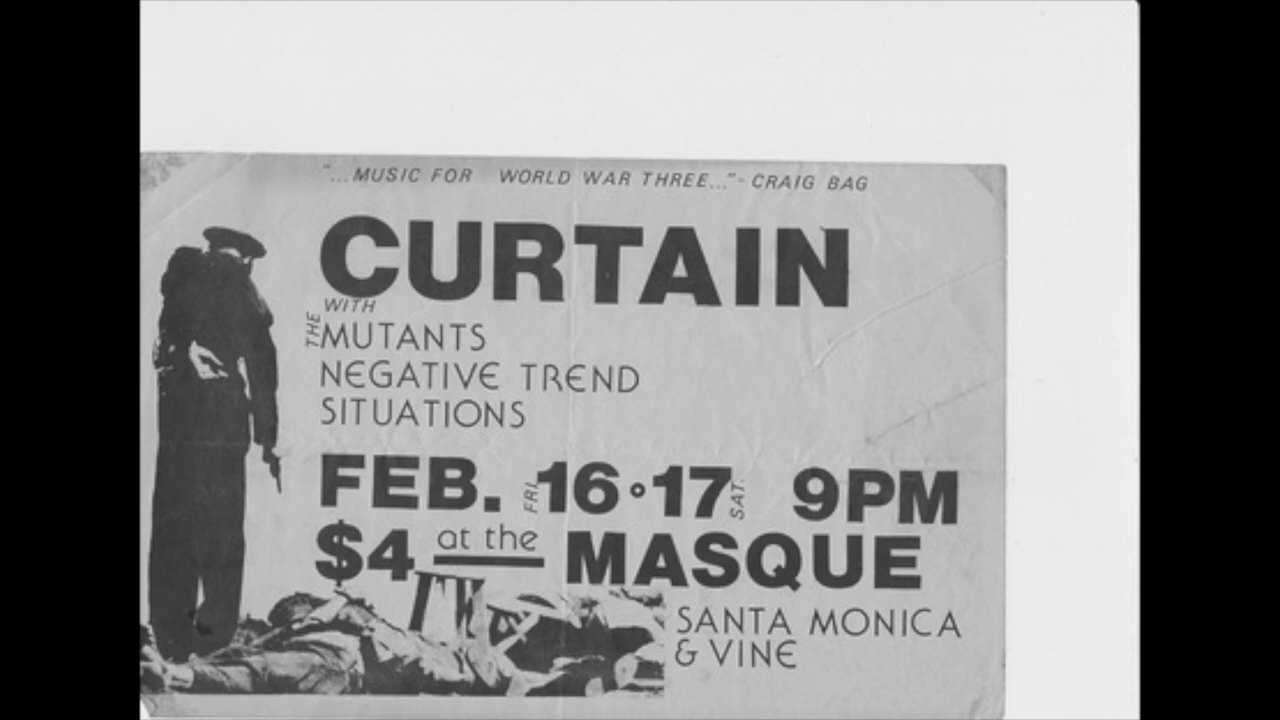 "...MUSIC FOR WORLD WAR THREE..." - CRAIG BAG
CURTAIN
WITH
THE MUTANTS
NEGATIVE TREND
SITUATIONS
FEB. FRI. 16 • 17 SAT. 9PM
$4 at the MASQUE
SANTA MONICA
& VINE